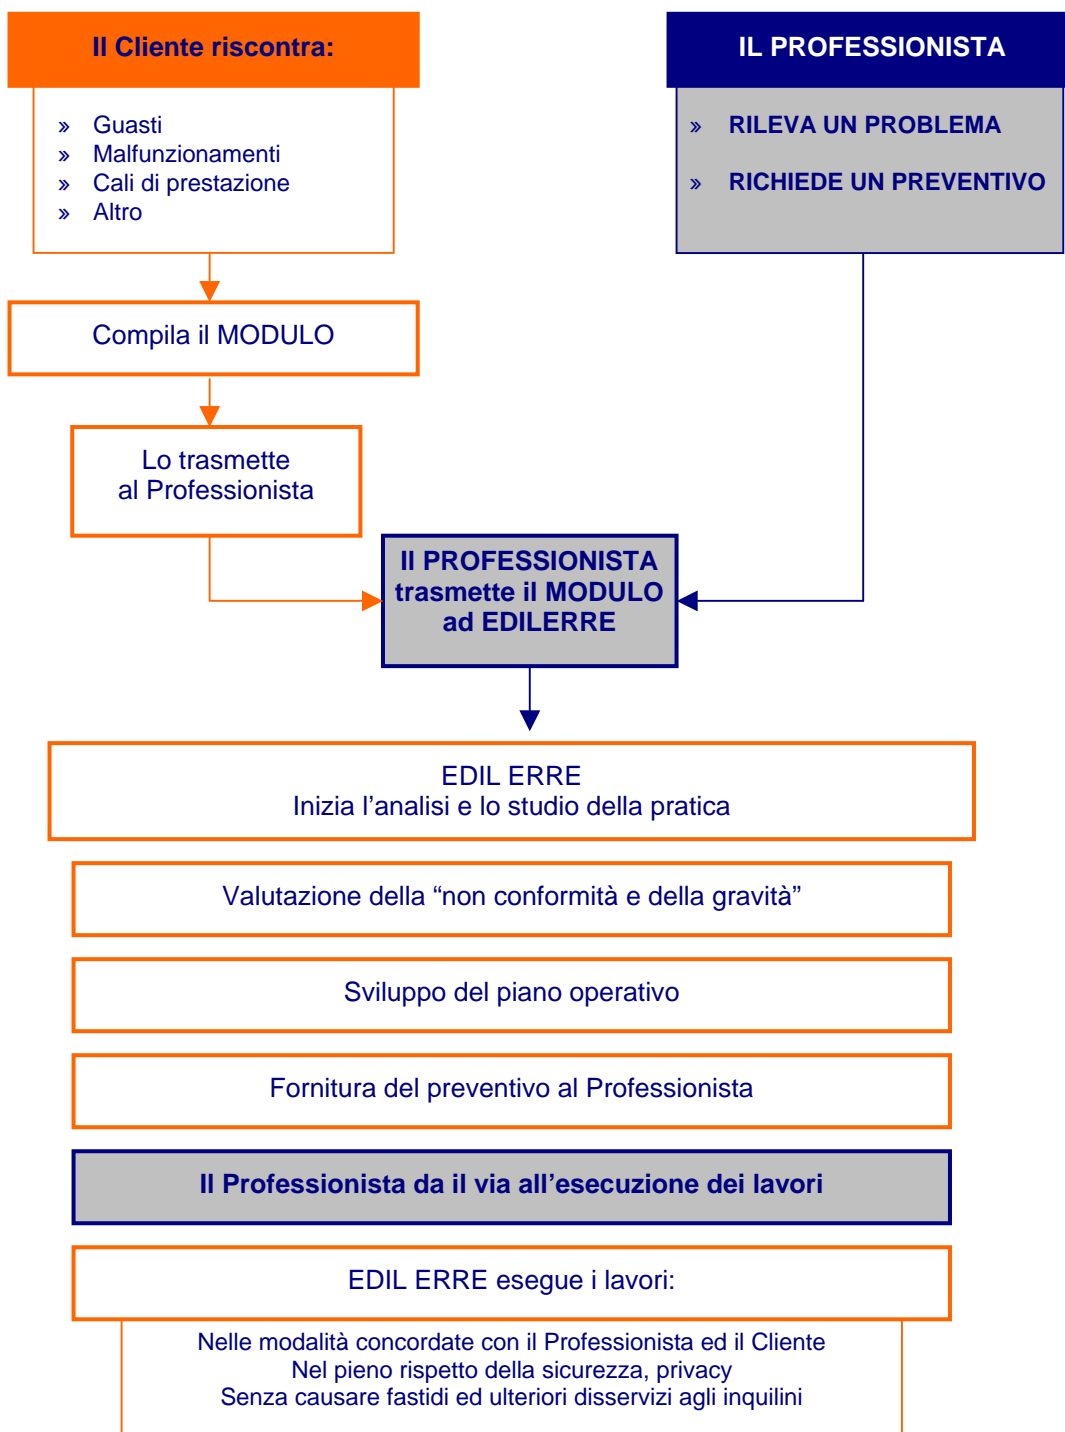 Il Cliente riscontra:
» Guasti
» Malfunzionamenti
» Cali di prestazione
» Altro
IL PROFESSIONISTA
» RILEVA UN PROBLEMA
» RICHIEDE UN PREVENTIVO
Compila il MODULO
Lo trasmette
al Professionista
Il PROFESSIONISTA
trasmette il MODULO
ad EDILERRE
EDIL ERRE
Inizia l’analisi e lo studio della pratica
Valutazione della “non conformità e della gravità”
Sviluppo del piano operativo
Fornitura del preventivo al Professionista
Il Professionista da il via all’esecuzione dei lavori
EDIL ERRE esegue i lavori:
Nelle modalità concordate con il Professionista ed il Cliente
Nel pieno rispetto della sicurezza, privacy
Senza causare fastidi ed ulteriori disservizi agli inquilini